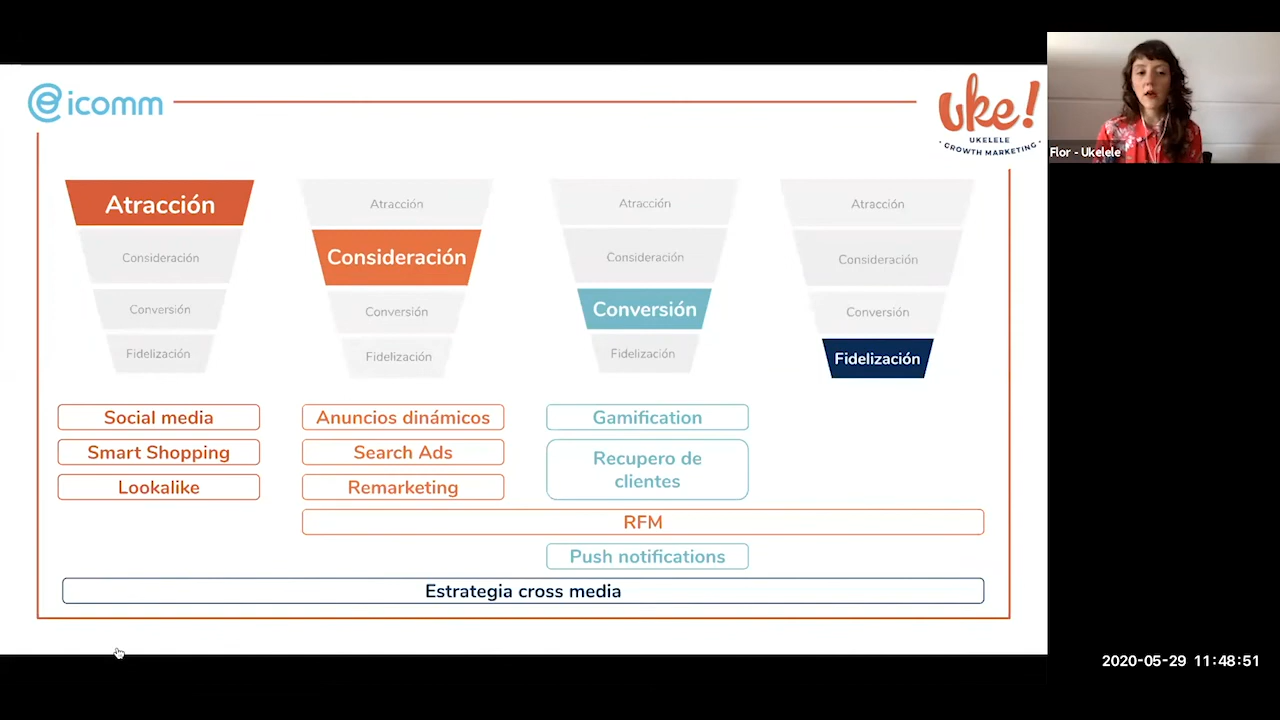 icomm
uke!
UKELELE
• GROWTH MARKETING •
Flor - Ukelele
Atracción
Consideración
Conversión
Fidelización
Atracción
Consideración
Conversión
Fidelización
Atracción
Consideración
Conversión
Fidelización
Atracción
Consideración
Conversión
Fidelización
Social media
Smart Shopping
Lookalike
Anuncios dinámicos
Search Ads
Remarketing
Gamification
Recupero de
clientes
RFM
Push notifications
Estrategia cross media
2020-05-29 11:48:51